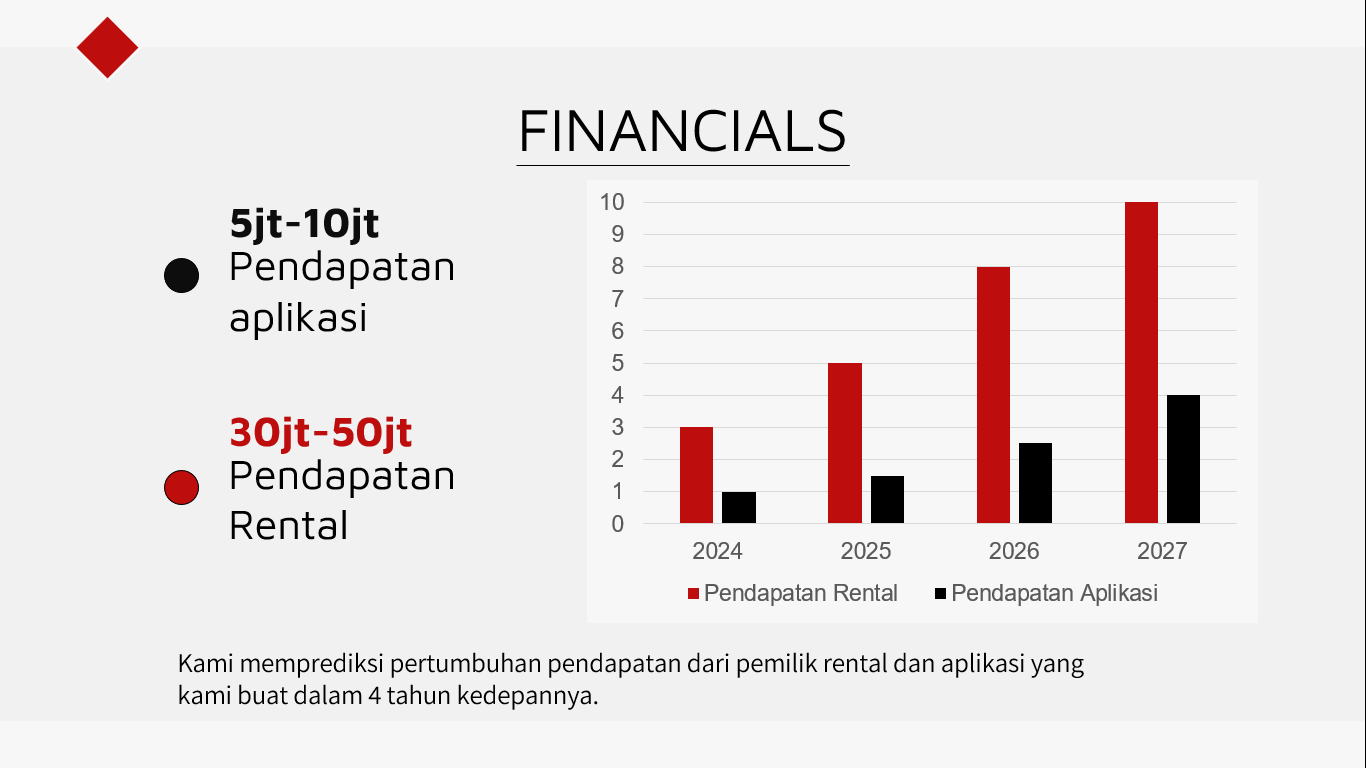 FINANCIALS
5jt-10jt
Pendapatan
aplikasi
30jt-50jt
Pendapatan
Rental
10
9
8
7
6
5
4
3
2
1
0
2024 2025 2026 2027
Pendapatan Rental Pendapatan Aplikasi
Kami memprediksi pertumbuhan pendapatan dari pemilik rental dan aplikasi yang
kami buat dalam 4 tahun kedepannya.